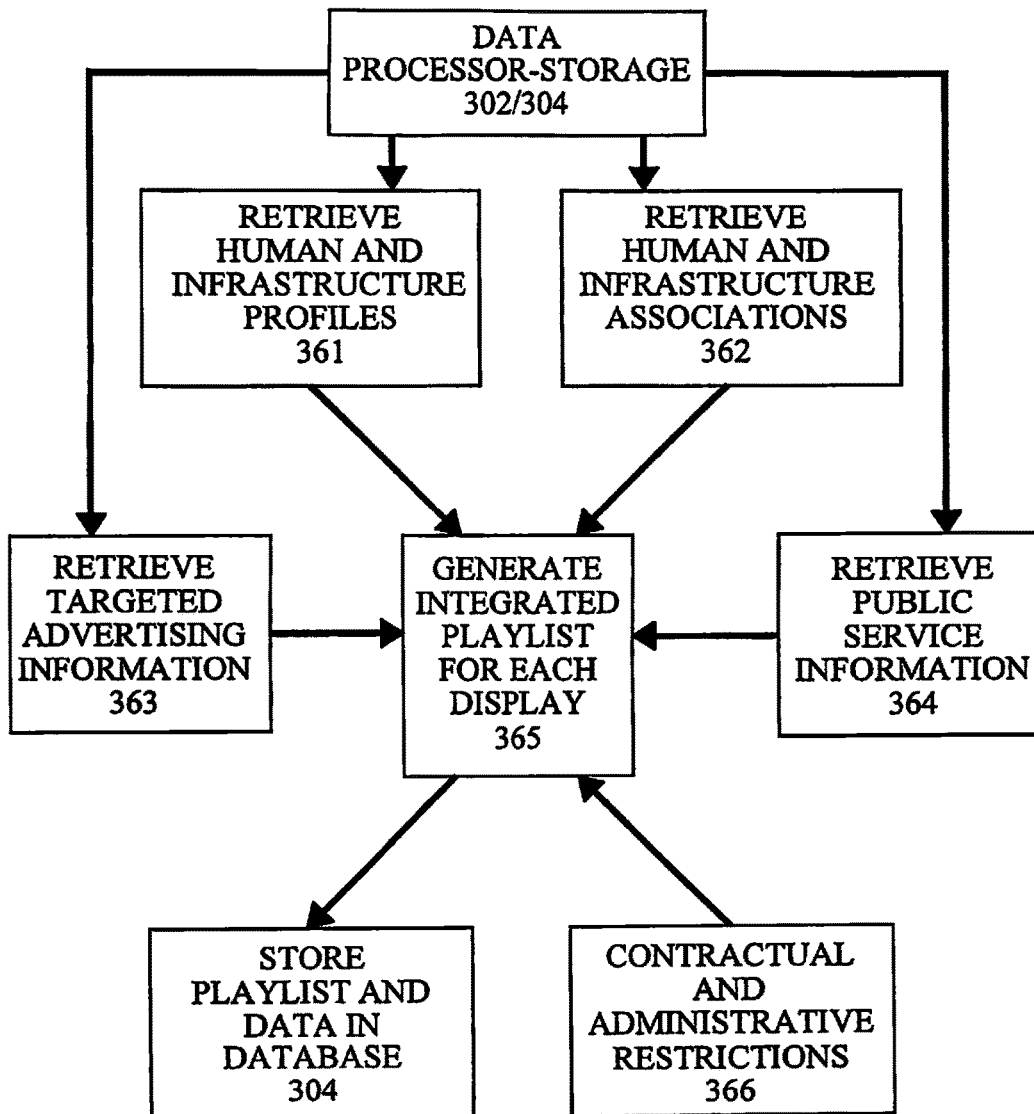 DATA
PROCESSOR-STORAGE
302/304
RETRIEVE
HUMAN AND
INFRASTRUCTURE
PROFILES
361
RETRIEVE
HUMAN AND
INFRASTRUCTURE
ASSOCIATIONS
362
RETRIEVE
TARGETED
ADVERTISING
INFORMATION
363
GENERATE
INTEGRATED
PLAYLIST
FOR EACH
DISPLAY
365
RETRIEVE
PUBLIC
SERVICE
INFORMATION
364
STORE
PLAYLIST AND
DATA IN
DATABASE
304
CONTRACTUAL
AND
ADMINISTRATIVE
RESTRICTIONS
366